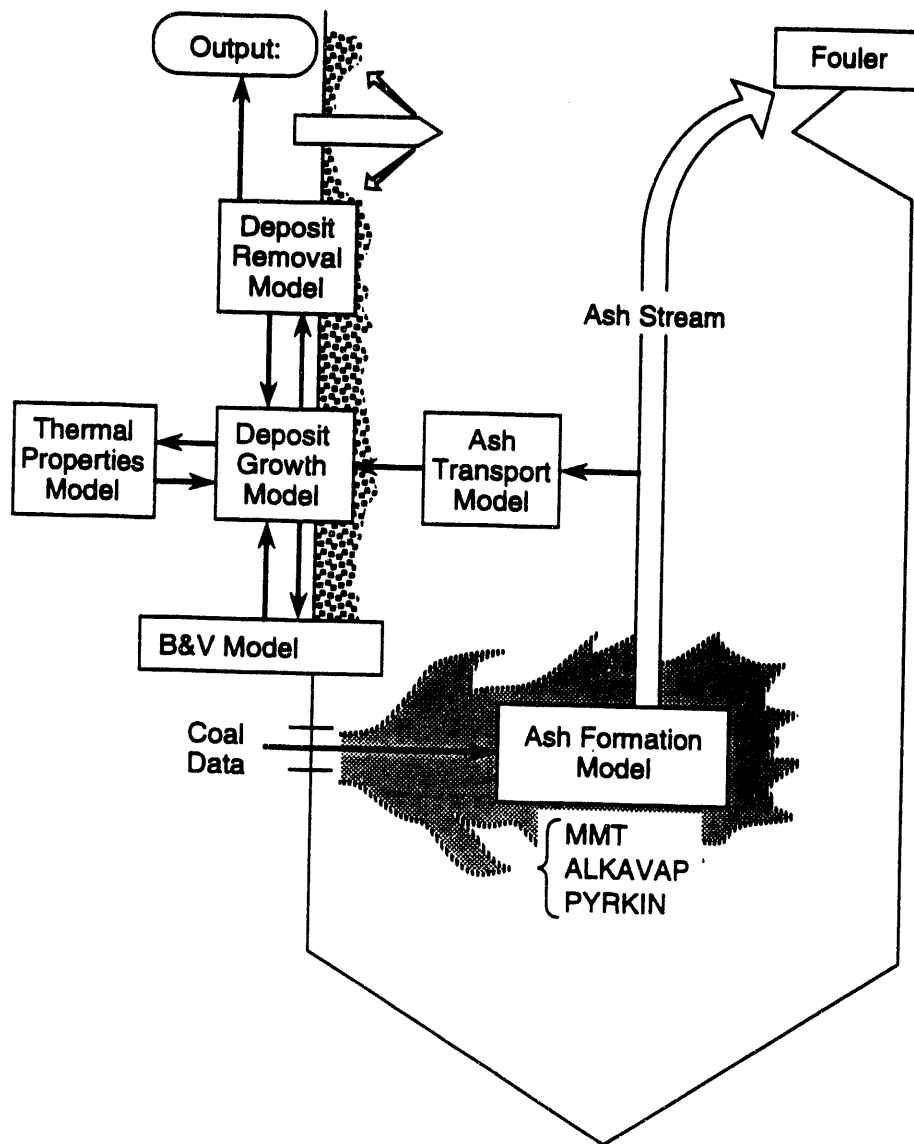 Output:
Fouler
Deposit
Removal
Model
Ash Stream
Thermal
Properties
Model
Deposit
Growth
Model
Ash
Transport
Model
B&V Model
Coal
Data
Ash Formation
Model
MMT
ALKAVAP
PYRKIN